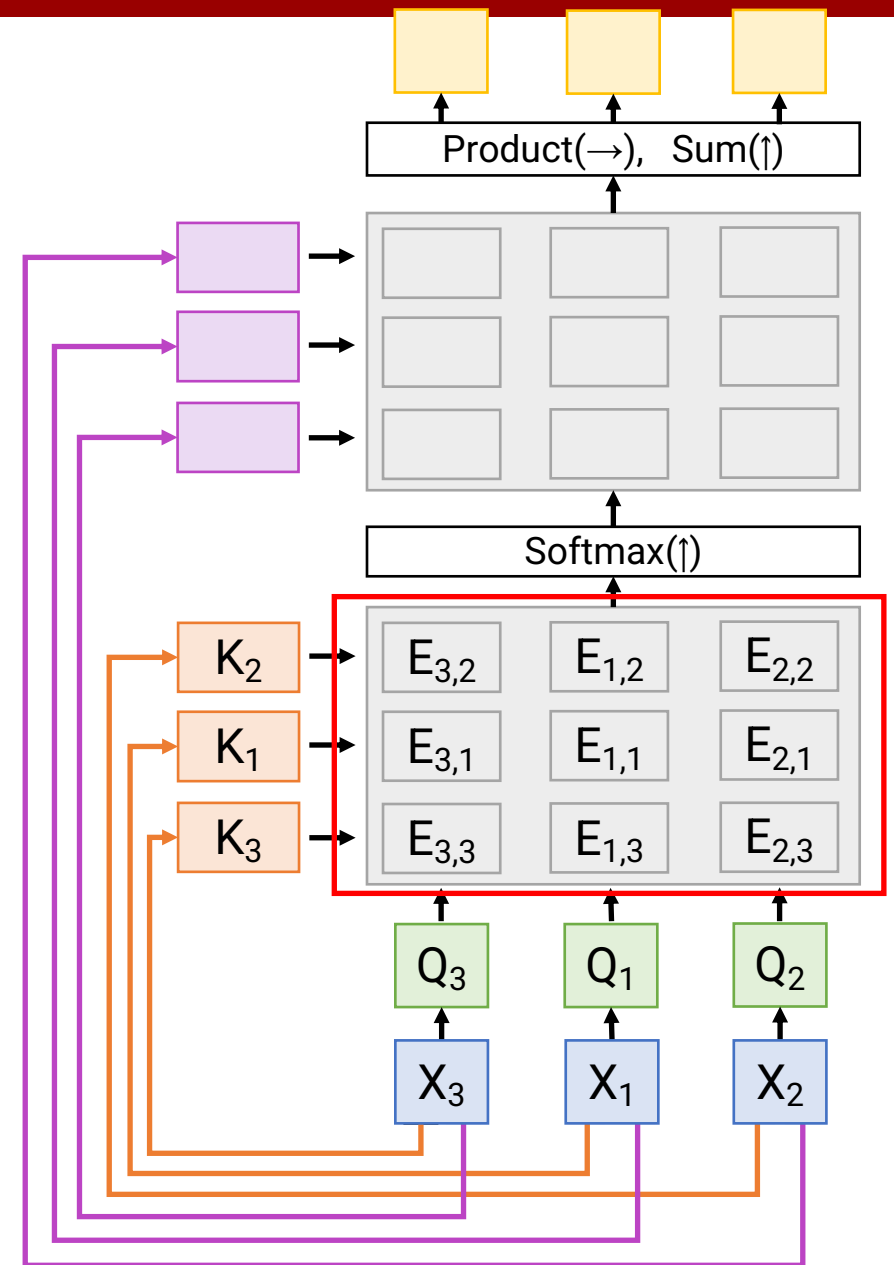 Product(→), Sum(↑)
Softmax(↑)
K₂ E₃,₂ E₁,₂ E₂,₂
K₁ E₃,₁ E₁,₁ E₂,₁
K₃ E₃,₃ E₁,₃ E₂,₃
Q₃ Q₁ Q₂
X₃ X₁ X₂